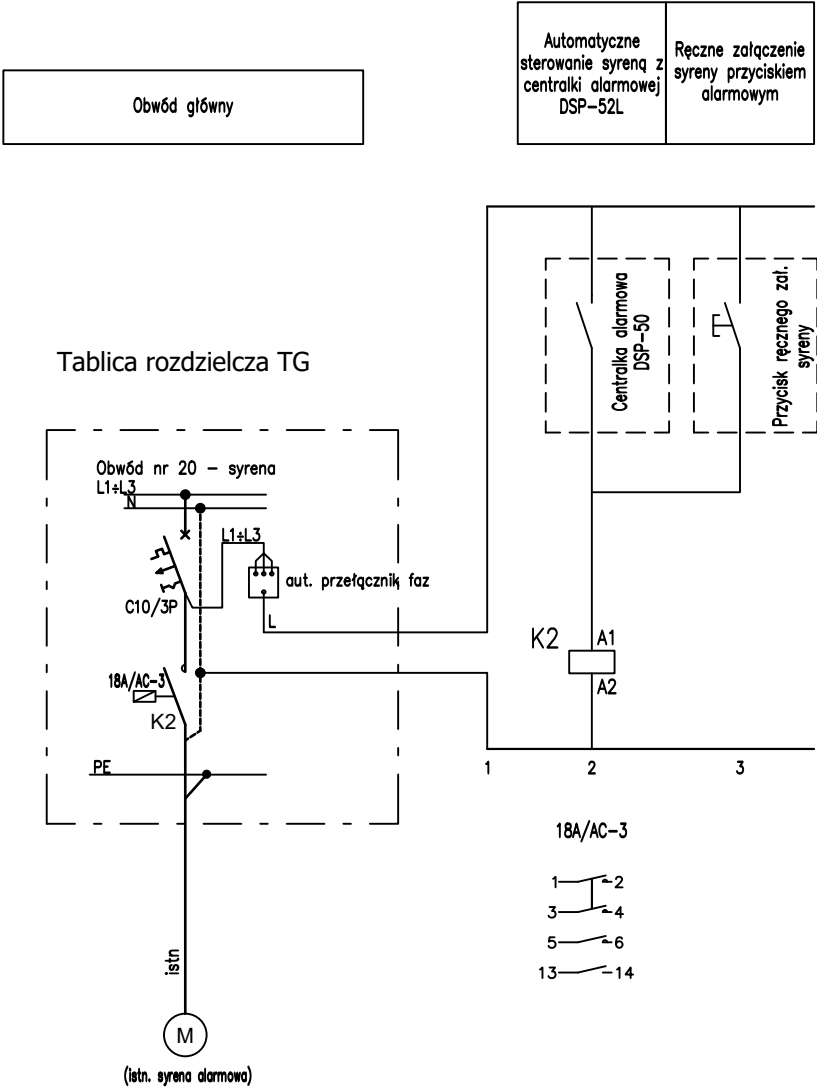 Automatyczne
sterowanie syreną z
centralki alarmowej
DSP-52L
Ręczne załączenie
syreny przyciskiem
alarmowym
Obwód główny
Centralka alarmowa
DSP-50
Przycisk ręcznego zał.
syreny
Tablica rozdzielcza TG
Obwód nr 20 - syrena
L1÷L3
N
L1÷L3
aut. przełącznik faz
C10/3P
L
K2
A1
A2
18A/AC-3
K2
PE
1
2
3
18A/AC-3
1 2
3 4
5 6
13 14
istn
M
(istn. syrena alarmowa)